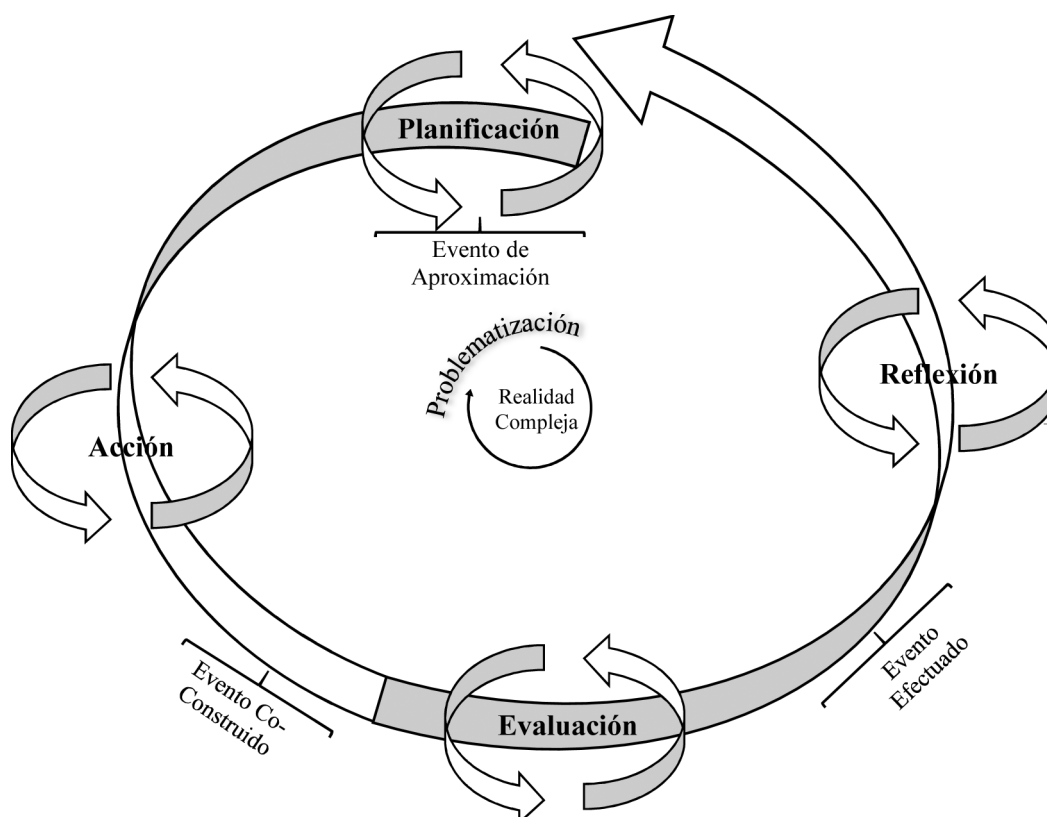 Planificación
Evento de
Aproximación
Problematización
Realidad
Compleja
Reflexión
Acción
Evento Co-
Construido
Evaluación
Evento
Efectuado